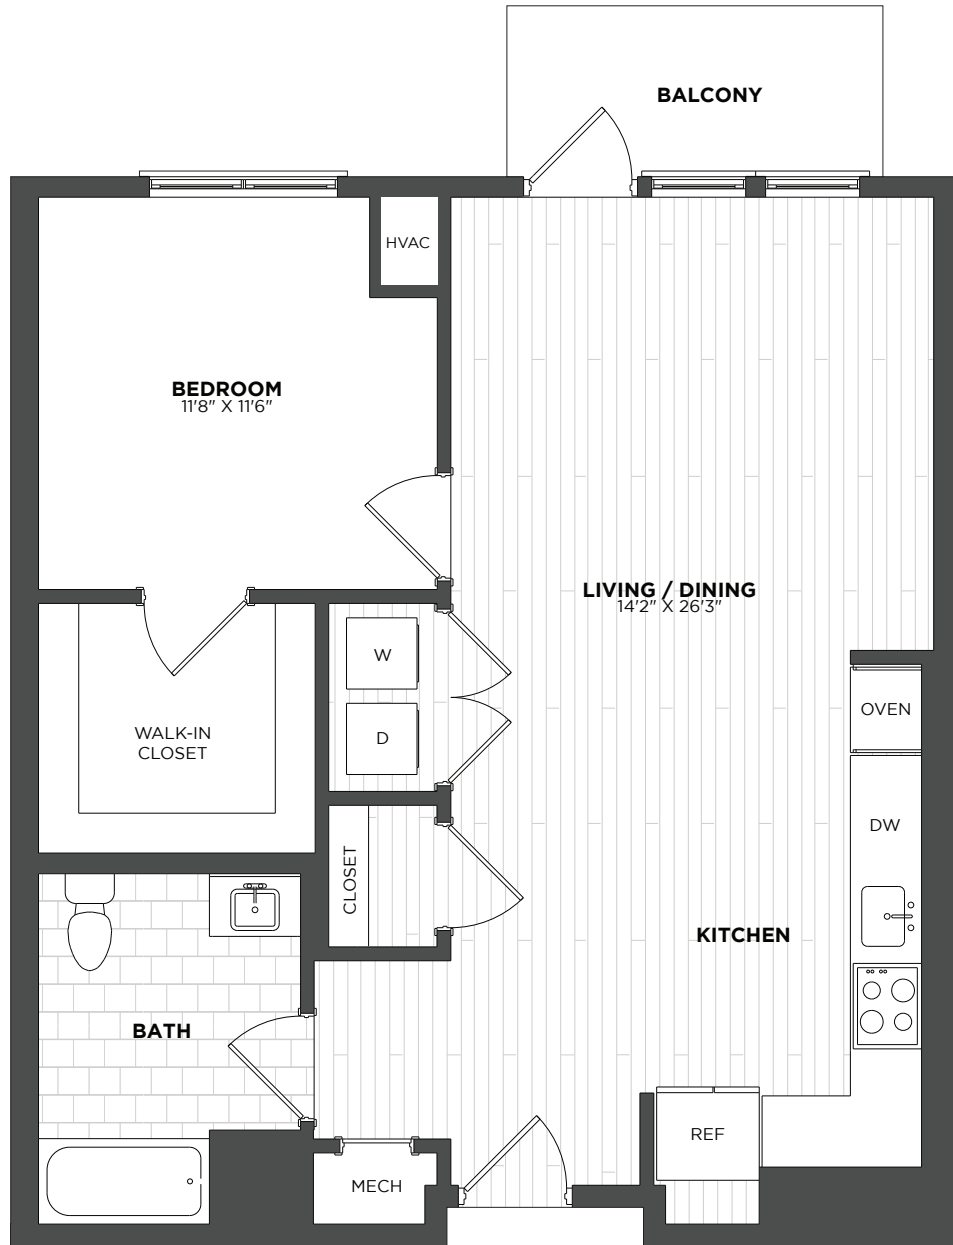 BALCONY
HVAC
BEDROOM
11'8" X 11'6"
LIVING / DINING
14'2" X 26'3"
W
D
WALK-IN
CLOSET
OVEN
DW
CLOSET
KITCHEN
BATH
REF
MECH